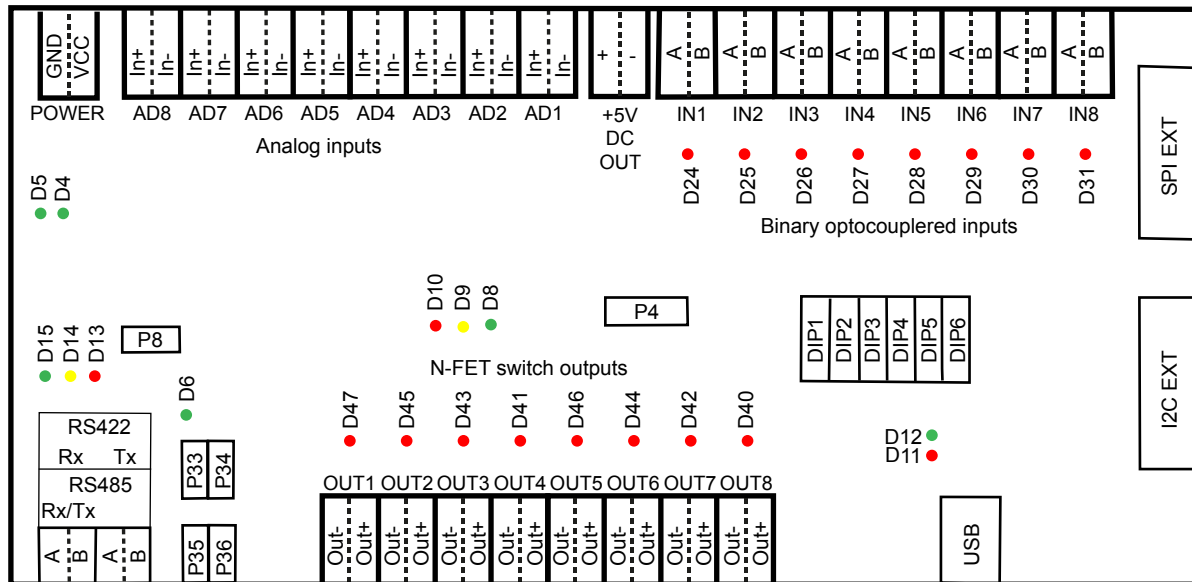 GND VCC
In+ In- In+ In- In+ In- In+ In- In+ In- In+ In- In+ In- In+ In-
+ -
A B A B A B A B A B A B A B A B
POWER
AD8 AD7 AD6 AD5 AD4 AD3 AD2 AD1
+5V
DC
OUT
IN1 IN2 IN3 IN4 IN5 IN6 IN7 IN8
Analog inputs
D24 D25 D26 D27 D28 D29 D30 D31
Binary optocouplered inputs
SPI EXT
D5 D4
D10 D9 D8
P4
DIP1 DIP2 DIP3 DIP4 DIP5 DIP6
I2C EXT
D15 D14 D13
P8
N-FET switch outputs
D6
D47 D45 D43 D41 D46 D44 D42 D40
D12
D11
RS422
Rx Tx
RS485
Rx/Tx
A B A B
P33 P34
P35 P36
OUT1 OUT2 OUT3 OUT4 OUT5 OUT6 OUT7 OUT8
Out- Out+ Out- Out+ Out- Out+ Out- Out+ Out- Out+ Out- Out+ Out- Out+ Out- Out+
USB